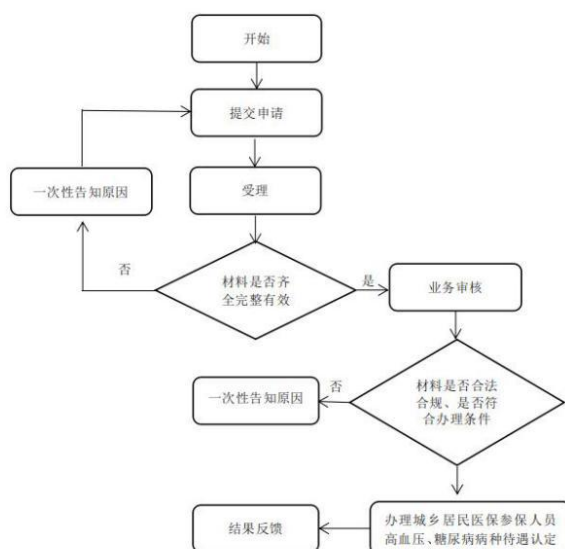 开始
提交申请
一次性告知原因
受理
否
材料是否齐
全完整有效
是
业务审核
材料是否合法
合规、是否符
合办理条件
否
一次性告知原因
办理城乡居民医保参保人员
高血压、糖尿病病种待遇认定
结果反馈